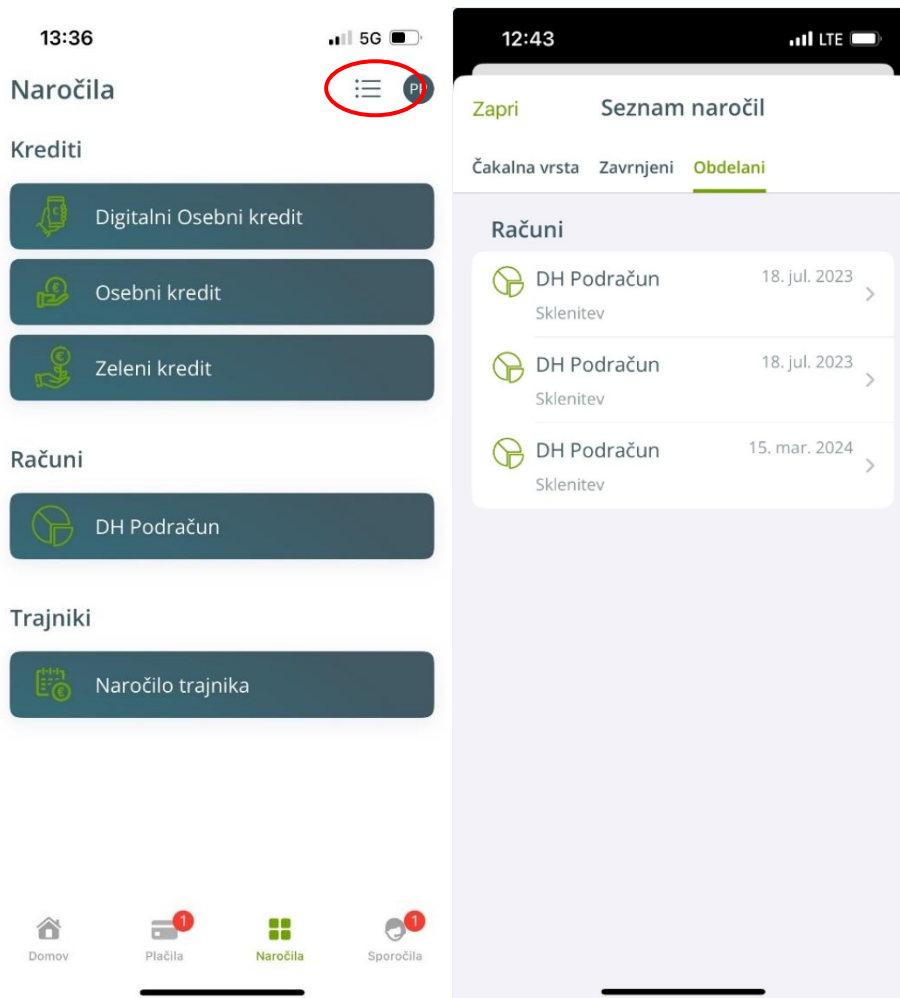 13:36
5G
Naročila
PP
Krediti
Digitalni Osebni kredit
Osebni kredit
Zeleni kredit
Računi
DH Podračun
Trajniki
Naročilo trajnika
Domov
1
Plačila
Naročila
1
Sporočila
12:43
LTE
Zapri
Seznam naročil
Čakalna vrsta Zavrnjeni Obdelani
Računi
DH Podračun 18. jul. 2023
Sklenitev
DH Podračun 18. jul. 2023
Sklenitev
DH Podračun 15. mar. 2024
Sklenitev